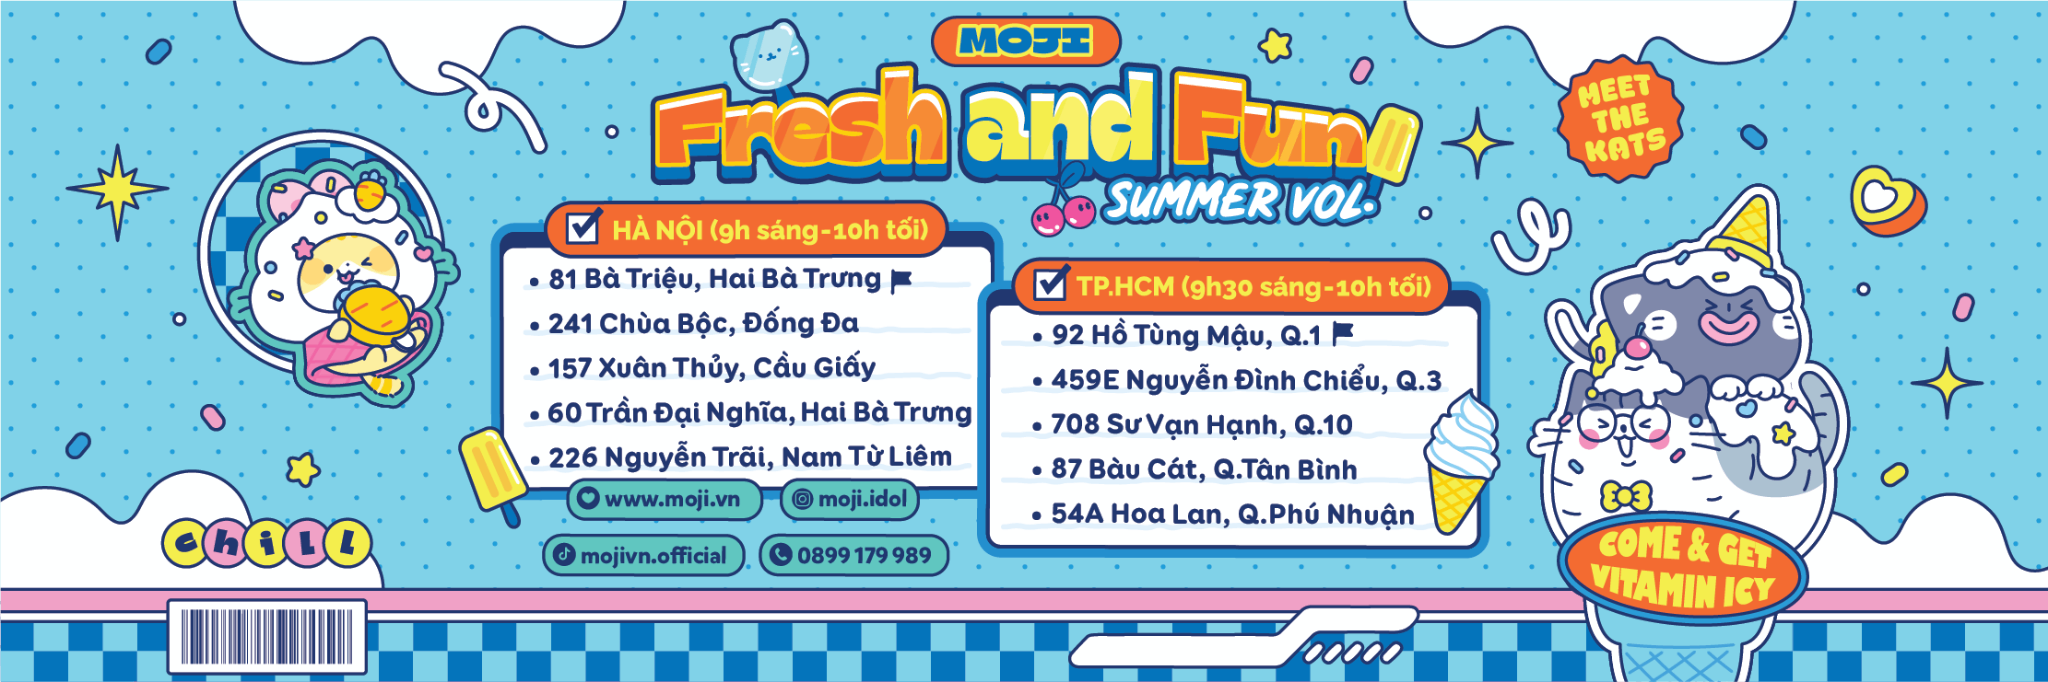 MOJI
Fresh and Fun
SUMMER VOL.
MEET
THE
KATS
HÀ NỘI (9h sáng-10h tối)
• 81 Bà Triệu, Hai Bà Trưng
• 241 Chùa Bộc, Đống Đa
• 157 Xuân Thủy, Cầu Giấy
• 60 Trần Đại Nghĩa, Hai Bà Trưng
• 226 Nguyễn Trãi, Nam Từ Liêm
www.moji.vn
moji.idol
mojivn.official
0899 179 989
TP.HCM (9h30 sáng-10h tối)
• 92 Hồ Tùng Mậu, Q.1
• 459E Nguyễn Đình Chiểu, Q.3
• 708 Sư Vạn Hạnh, Q.10
• 87 Bàu Cát, Q.Tân Bình
• 54A Hoa Lan, Q.Phú Nhuận
chiLL
COME & GET
VITAMIN ICY